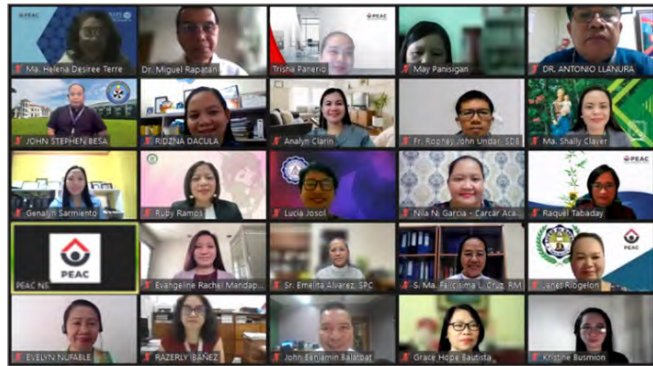 PEAC
PEAC
Ma. Helena Desiree Terre
Dr. Miguel Rapatan
Trisha Panerio
May Panisigan
DR. ANTONIO LLANURA
JOHN STEPHEN BESA
RIDZNA DACULA
Analyn Clarin
Fr. Rodney John Undar, SDB
Ma. Shally Claver
PEAC
Genalyn Sarmiento
Ruby Ramos
Lucia Josol
Nila N. Garcia - Carcar Aca...
Raquel Tabaday
PEAC
PEAC
PEAC NS
Evangeline Rachel Mandap...
Sr. Emelita Alvarez, SPC
S. Ma. Felicisima L. Cruz, RM
Janet Riogelon
EVELYN NUFABLE
RAZERLY IBAÑEZ
John Benjamin Balatbat
Grace Hope Bautista
Kristine Busmion